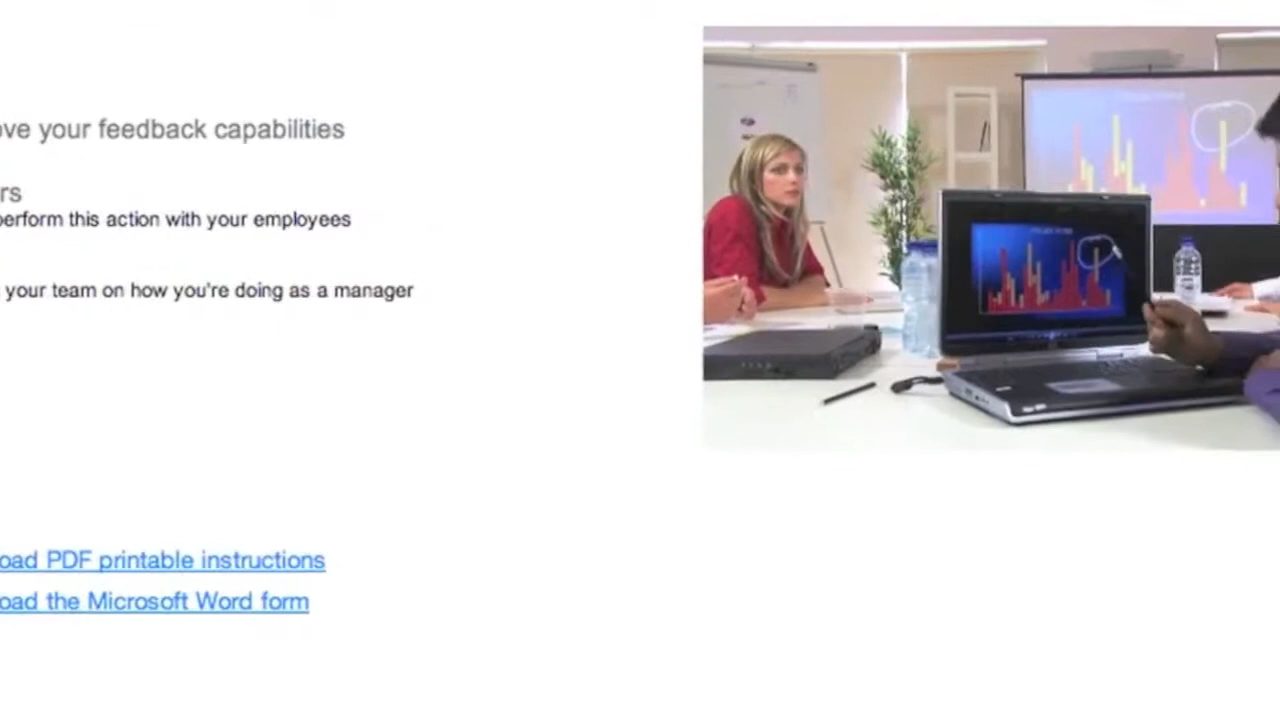 ove your feedback capabilities
rs
perform this action with your employees
your team on how you're doing as a manager
oad PDF printable instructions
oad the Microsoft Word form